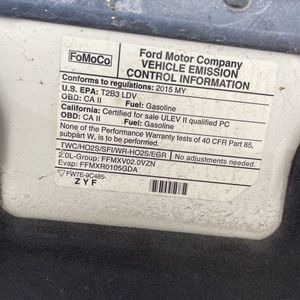 FoMoCo
Ford Motor Company
VEHICLE EMISSION
CONTROL INFORMATION
Conforms to regulations: 2015 MY
U.S. EPA: T2B3 LDV
OBD: CA II Fuel: Gasoline
California: Certified for sale ULEV II qualified PC
OBD: CA II Fuel: Gasoline
None of the Performance Warranty tests of 40 CFR Part 85,
subpart W, is to be performed.
TWC/HO2S/SFI/WR-HO2S/EGR No adjustments needed.
2.0L-Group: FFMXV02.0VZN
Evap: FFMXR0105GDA
FW7E-9C485-
ZYF